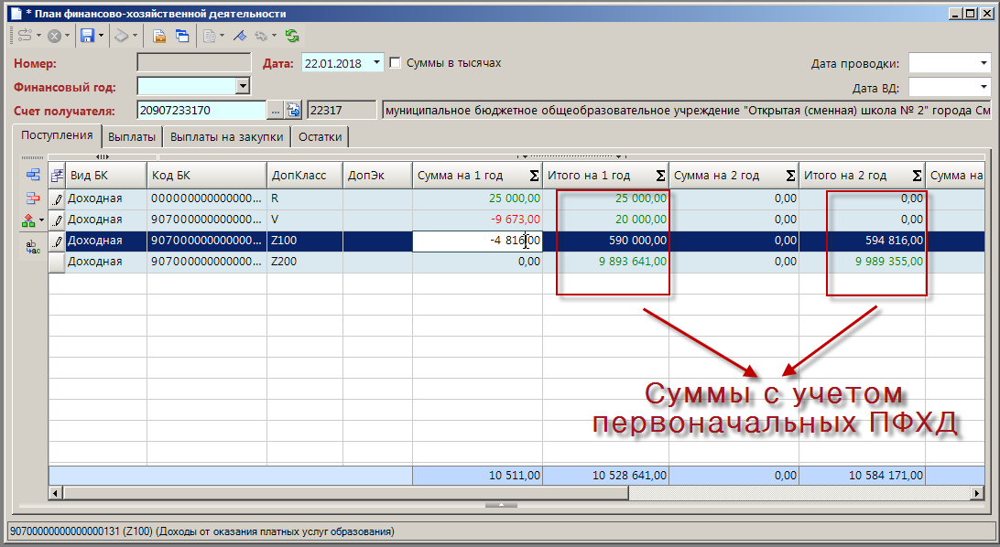 * План финансово-хозяйственной деятельности
Номер: Дата: 22.01.2018 Суммы в тысячах Дата проводки:
Финансовый год: Дата ВД:
Счет получателя: 20907233170 ... 22317 муниципальное бюджетное общеобразовательное учреждение "Открытая (сменная) школа № 2" города См
Поступления Выплаты Выплаты на закупки Остатки
Вид БК Код БК ДопКласс ДопЭк Сумма на 1 год Σ Итого на 1 год Σ Сумма на 2 год Σ Итого на 2 год Σ Сумма на
Доходная 000000000000000... R 25 000,00 25 000,00 0,00 0,00
Доходная 907000000000000... V -9 673,00 20 000,00 0,00 0,00
Доходная 907000000000000... Z100 -4 816,00 590 000,00 0,00 594 816,00
Доходная 907000000000000... Z200 0,00 9 893 641,00 0,00 9 989 355,00
Суммы с учетом
первоначальных ПФХД
10 511,00 10 528 641,00 0,00 10 584 171,00
90700000000000000131 (Z100) (Доходы от оказания платных услуг образования)